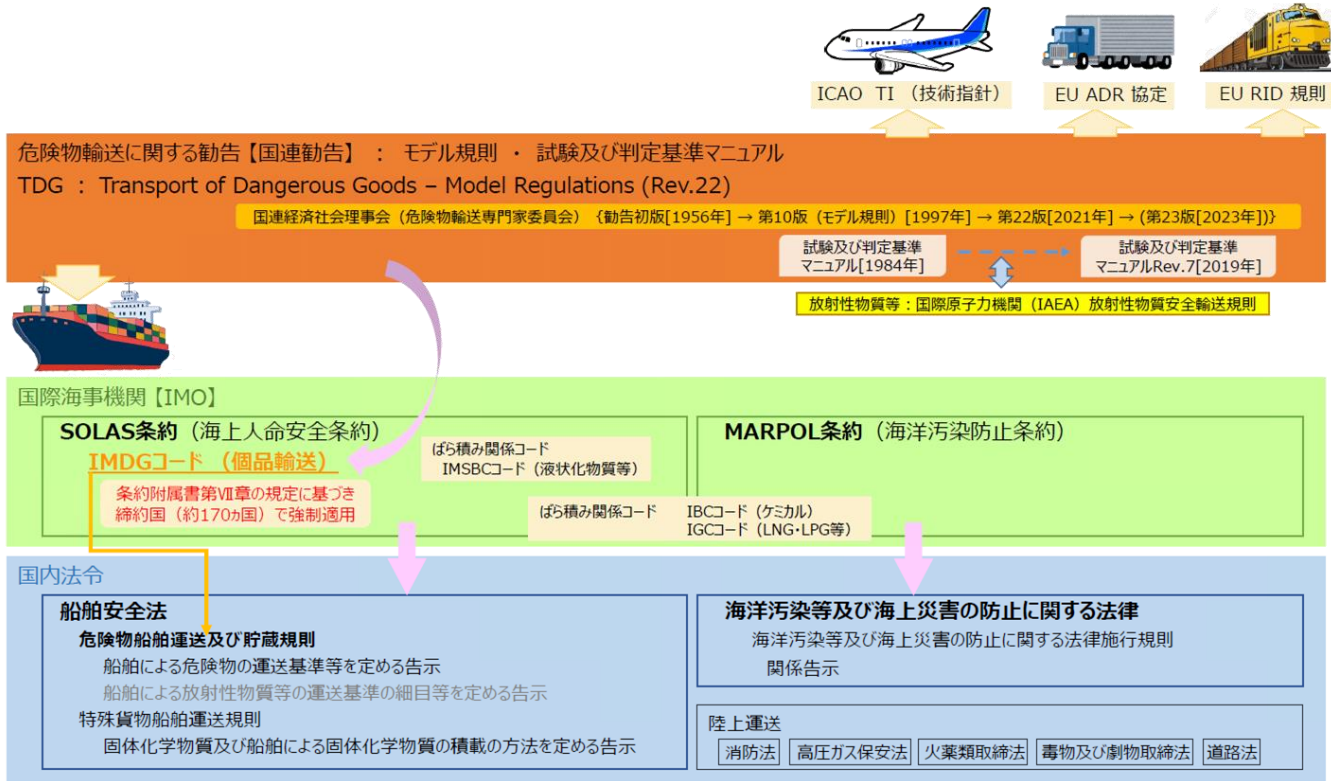 ICAO TI （技術指針）
EU ADR 協定
EU RID 規則
危険物輸送に関する勧告【国連勧告】 ： モデル規則 ・ 試験及び判定基準マニュアル
TDG ： Transport of Dangerous Goods – Model Regulations (Rev.22)
国連経済社会理事会（危険物輸送専門家委員会） {勧告初版[1956年] → 第10版（モデル規則）[1997年] → 第22版[2021年] → (第23版[2023年])}
試験及び判定基準
マニュアル[1984年]
試験及び判定基準
マニュアルRev.7[2019年]
放射性物質等：国際原子力機関（IAEA）放射性物質安全輸送規則
国際海事機関【IMO】
SOLAS条約（海上人命安全条約）
IMDGコード （個品輸送）
条約附属書第Ⅶ章の規定に基づき
締約国（約170ヵ国）で強制適用
ばら積み関係コード
IMSBCコード（液状化物質等）
MARPOL条約（海洋汚染防止条約）
ばら積み関係コード IBCコード（ケミカル）
IGCコード（LNG・LPG等）
国内法令
船舶安全法
危険物船舶運送及び貯蔵規則
船舶による危険物の運送基準等を定める告示
船舶による放射性物質等の運送基準の細目等を定める告示
特殊貨物船舶運送規則
固体化学物質及び船舶による固体化学物質の積載の方法を定める告示
海洋汚染等及び海上災害の防止に関する法律
海洋汚染等及び海上災害の防止に関する法律施行規則
関係告示
陸上運送
消防法 高圧ガス保安法 火薬類取締法 毒物及び劇物取締法 道路法